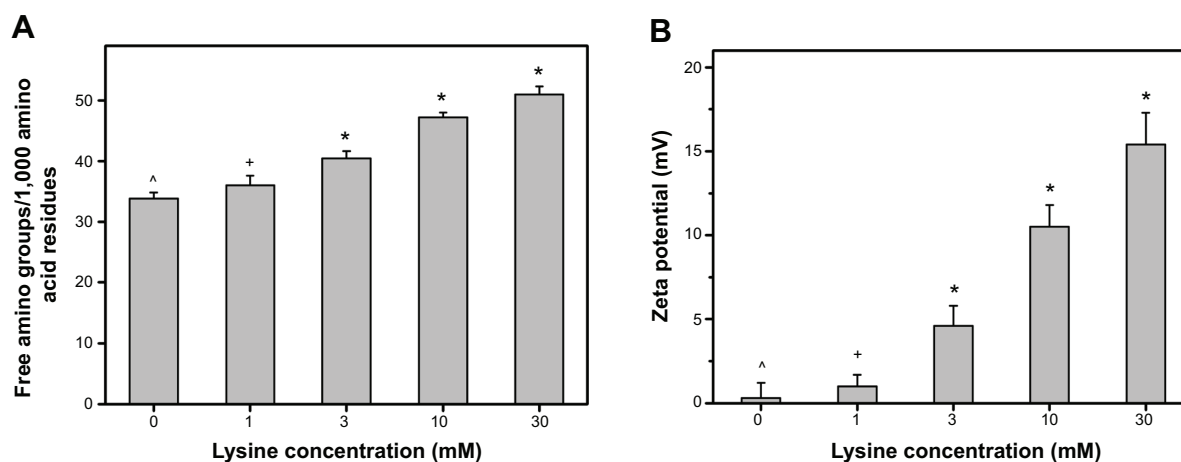 A
Free amino groups/1,000 amino
acid residues
50
40
30
20
10
0
^
+
*
*
*
0 1 3 10 30
Lysine concentration (mM)
B
Zeta potential (mV)
20
15
10
5
0
^
+
*
*
*
0 1 3 10 30
Lysine concentration (mM)